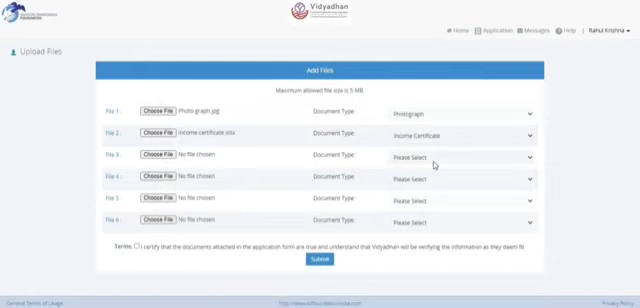 Vidyadhan
Home Application Messages Help | Rahul Krishna
Upload Files
Add Files
Maximum allowed file size is 5 MB
File 1 : Choose File Photo graph.jpg Document Type: Photograph
File 2 : Choose File Income certificate.xlsx Document Type: Income Certificate
File 3 : Choose File No file chosen Document Type: Please Select
File 4 : Choose File No file chosen Document Type: Please Select
File 5 : Choose File No file chosen Document Type: Please Select
File 6 : Choose File No file chosen Document Type: Please Select
Terms: I certify that the documents attached in the application form are true and understand that Vidyadhan will be verifying the information as they deem fit
Submit
General Terms of Usage Privacy Policy